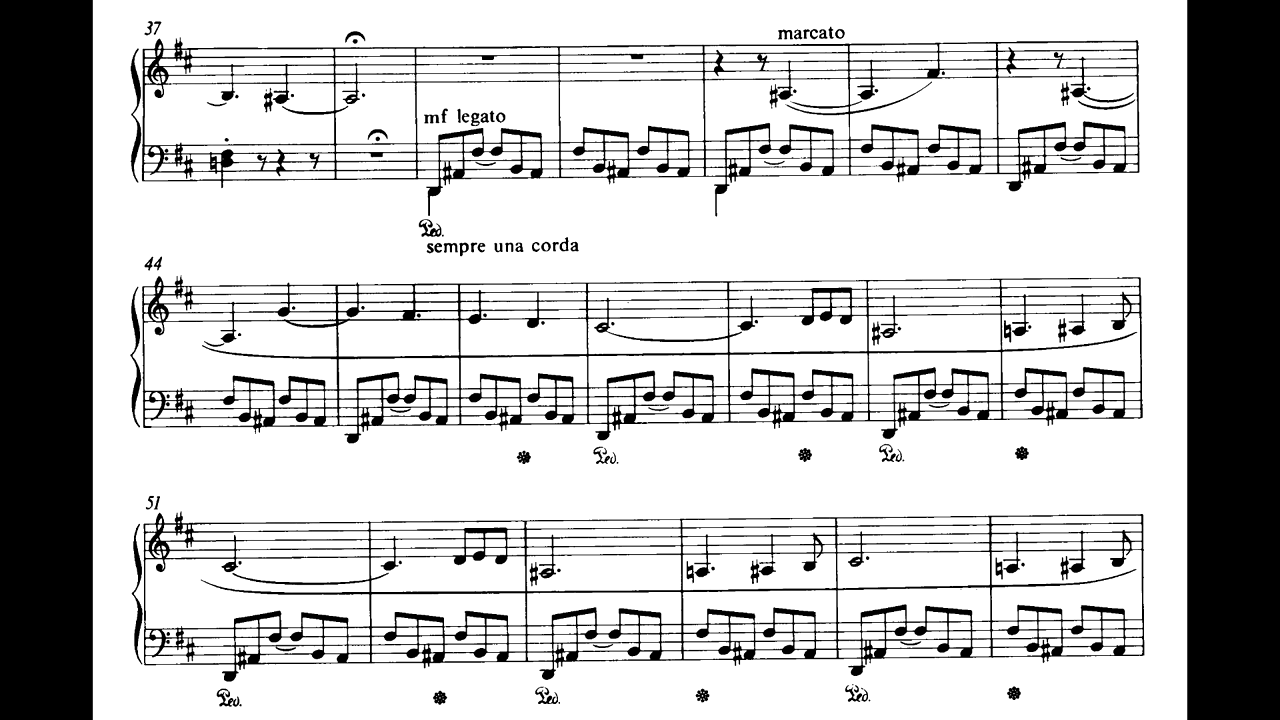 37
marcato
mf legato
Ped.
sempre una corda
44
Ped. Ped.
51
Ped. Ped. Ped.